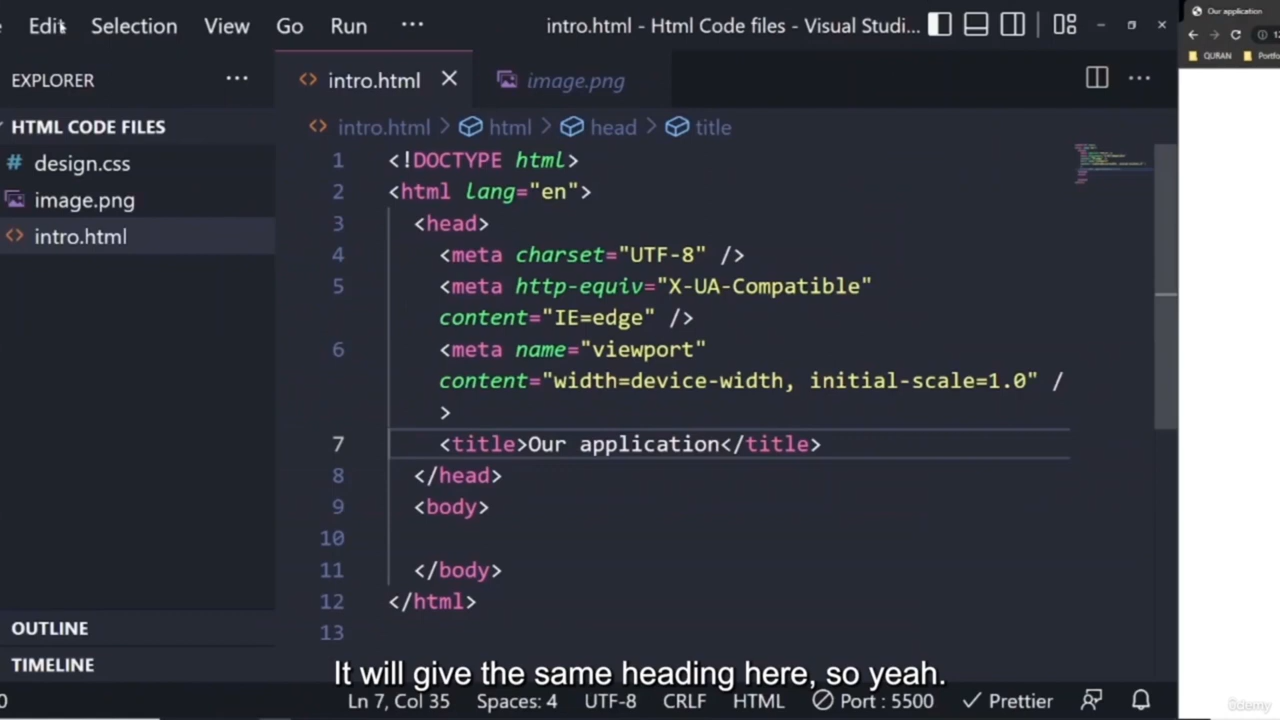 Edit Selection View Go Run ··· intro.html - Html Code files - Visual Studi...
Our application
QURAN Portfo
EXPLORER ···
intro.html image.png ···
HTML CODE FILES
design.css
image.png
intro.html
intro.html > html > head > title
1 <!DOCTYPE html>
2 <html lang="en">
3 <head>
4 <meta charset="UTF-8" />
5 <meta http-equiv="X-UA-Compatible"
content="IE=edge" />
6 <meta name="viewport"
content="width=device-width, initial-scale=1.0" /
>
7 <title>Our application</title>
8 </head>
9 <body>
10
11 </body>
12 </html>
13
OUTLINE
TIMELINE
It will give the same heading here, so yeah.
0 Ln 7, Col 35 Spaces: 4 UTF-8 CRLF HTML Port : 5500 Prettier
udemy